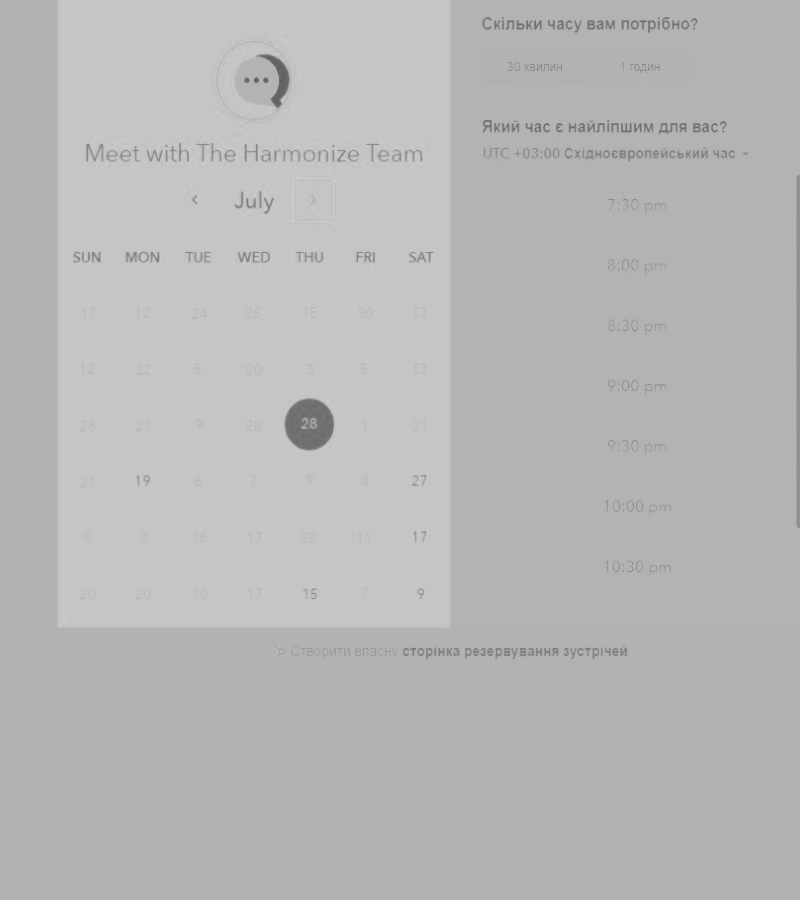 Meet with The Harmonize Team
July
SUN MON TUE WED THU FRI SAT
17 12 24 25 15 30 13
12 22 5 20 3 5 13
26 21 9 28 28 1 21
21 19 6 7 9 8 27
8 3 16 17 26 11 17
20 20 10 17 15 7 9
Скільки часу вам потрібно?
30 хвилин 1 годин
Який час є найліпшим для вас?
UTC +03:00 Східноєвропейський час
7:30 pm
8:00 pm
8:30 pm
9:00 pm
9:30 pm
10:00 pm
10:30 pm
Створити власну сторінка резервування зустрічей